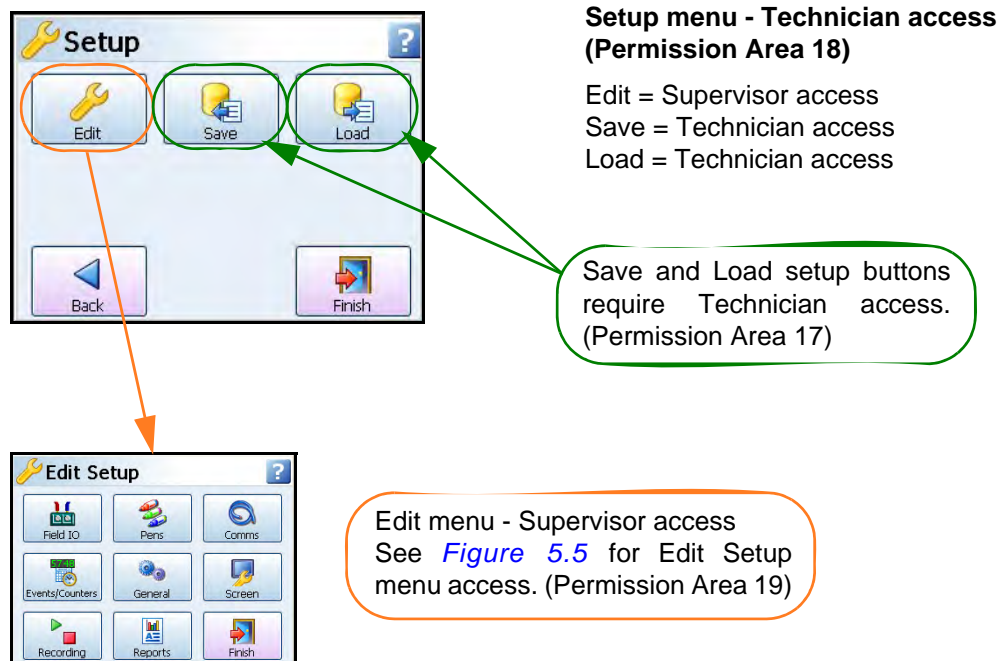 Setup
?
Edit
Save
Load
Back
Finish
Setup menu - Technician access
(Permission Area 18)
Edit = Supervisor access
Save = Technician access
Load = Technician access
Save and Load setup buttons
require Technician access.
(Permission Area 17)
Edit Setup
?
Field IO
Pens
Comms
Events/Counters
General
Screen
Recording
Reports
Finish
Edit menu - Supervisor access
See Figure 5.5 for Edit Setup
menu access. (Permission Area 19)